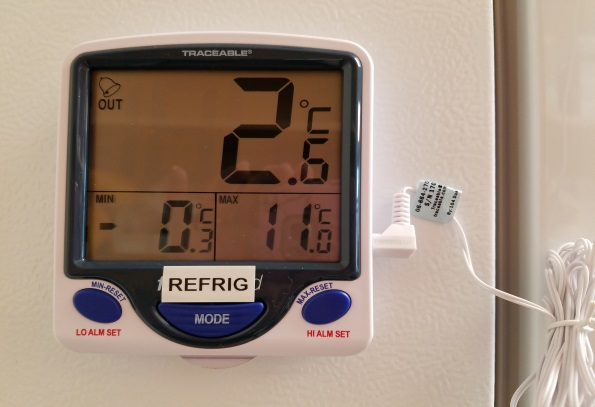 TRACEABLE®
OUT
2.6 °C
MIN
-0.3 °C
MAX
11.0 °C
REFRIG
MIN-RESET
MODE
MAX-RESET
LO ALM SET
HI ALM SET
S/N 170